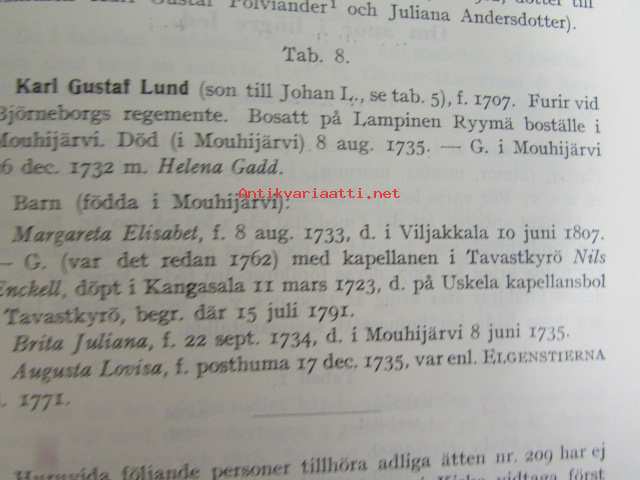 Gustaf Polviander¹ och Juliana Andersdotter).
Tab. 8.
Karl Gustaf Lund (son till Johan L., se tab. 5), f. 1707. Furir vid
Björneborgs regemente. Bosatt på Lampinen Ryymä boställe i
Mouhijärvi. Död (i Mouhijärvi) 8 aug. 1735. — G. i Mouhijärvi
6 dec. 1732 m. Helena Gadd.
Antikvariaatti.net
Barn (födda i Mouhijärvi):
Margareta Elisabet, f. 8 aug. 1733, d. i Viljakkala 10 juni 1807.
— G. (var det redan 1762) med kapellanen i Tavastkyrö Nils
Enckell, döpt i Kangasala 11 mars 1723, d. på Uskela kapellansbol
Tavastkyrö, begr. där 15 juli 1791.
Brita Juliana, f. 22 sept. 1734, d. i Mouhijärvi 8 juni 1735.
Augusta Lovisa, f. posthuma 17 dec. 1735, var enl. ELGENSTIERNA
1771.
Huruvida följande personer tillhöra adliga ätten nr. 209 har ej
vidtaga först